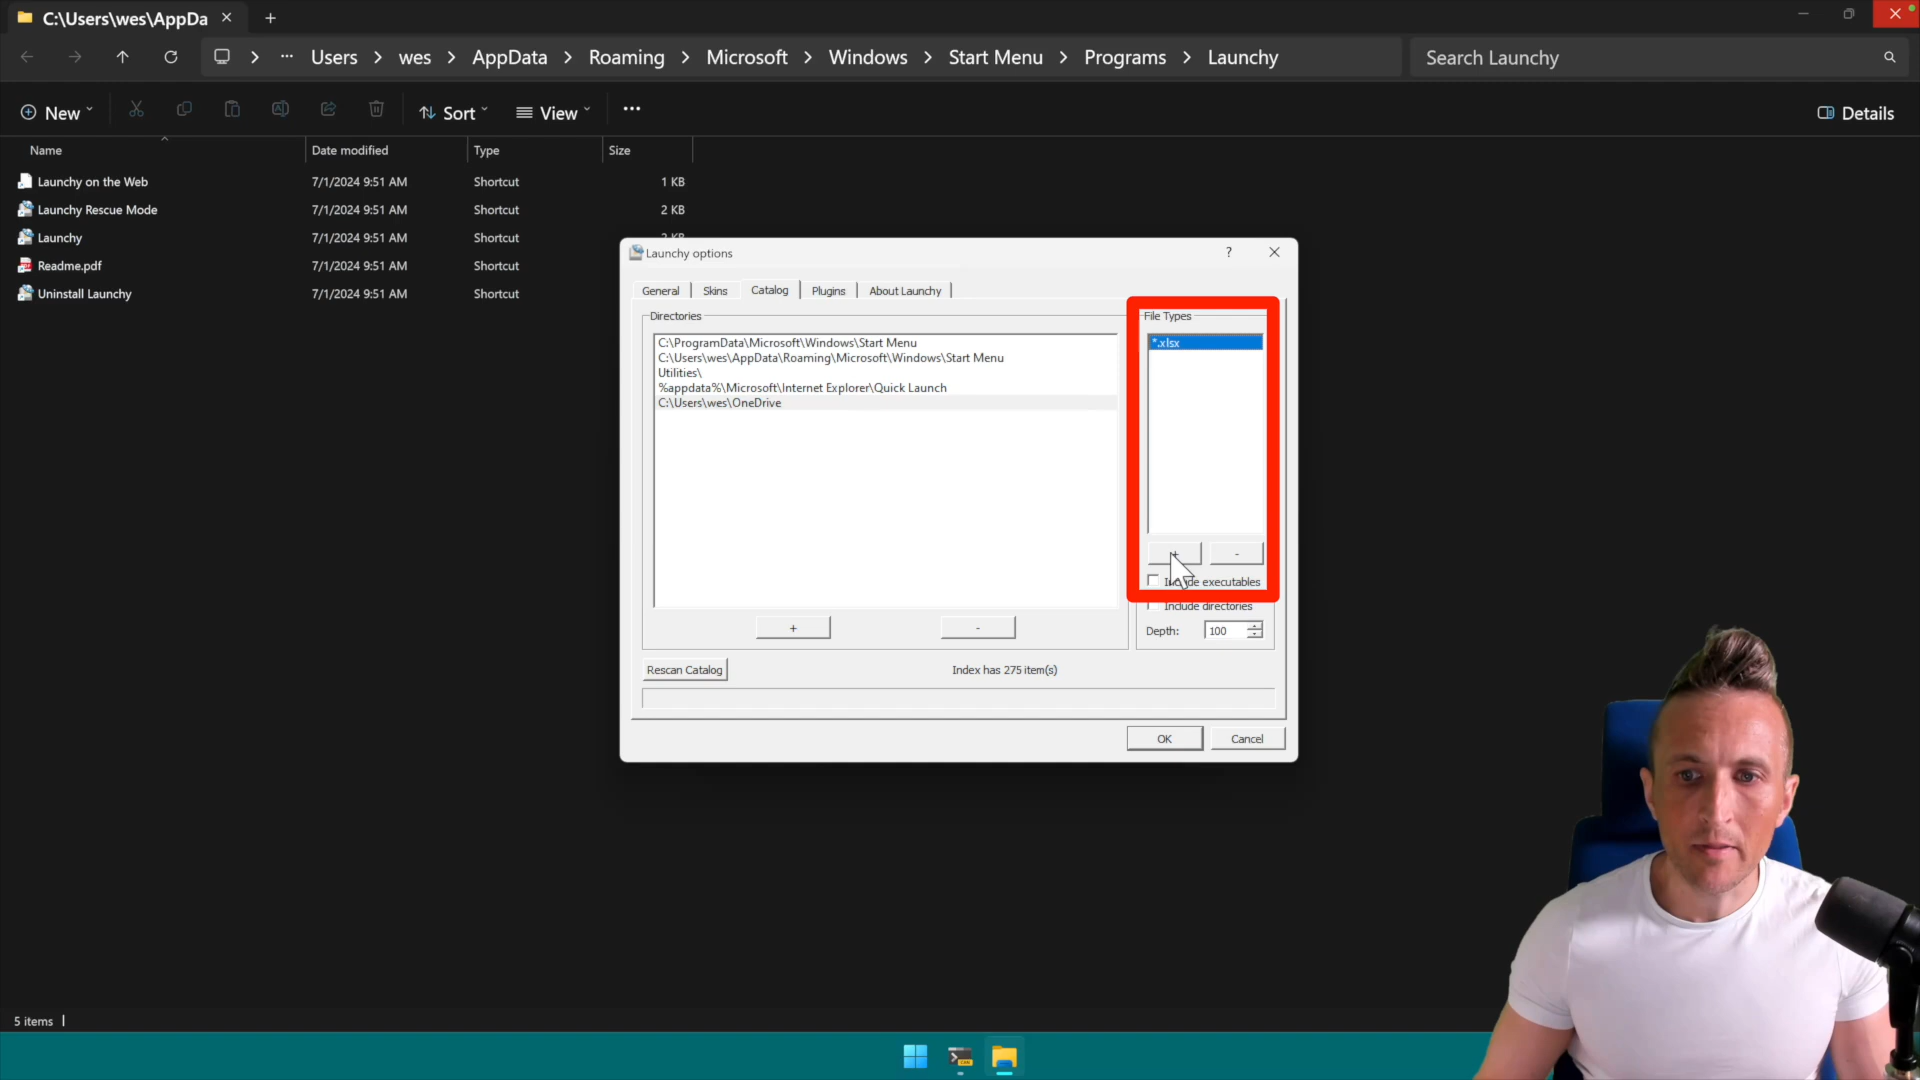 C:\Users\wes\AppDa
Users > wes > AppData > Roaming > Microsoft > Windows > Start Menu > Programs > Launchy
Search Launchy
New
Sort
View
Details
Name Date modified Type Size
Launchy on the Web 7/1/2024 9:51 AM Shortcut 1 KB
Launchy Rescue Mode 7/1/2024 9:51 AM Shortcut 2 KB
Launchy 7/1/2024 9:51 AM Shortcut 2 KB
Readme.pdf 7/1/2024 9:51 AM Shortcut
Uninstall Launchy 7/1/2024 9:51 AM Shortcut
Launchy options
?
General Skins Catalog Plugins About Launchy
Directories
C:\ProgramData\Microsoft\Windows\Start Menu
C:\Users\wes\AppData\Roaming\Microsoft\Windows\Start Menu
Utilities\
%appdata%\Microsoft\Internet Explorer\Quick Launch
C:\Users\wes\OneDrive
+ -
File Types
*.xlsx
+ -
Include executables
Include directories
Depth: 100
Rescan Catalog
Index has 275 item(s)
OK Cancel
5 items